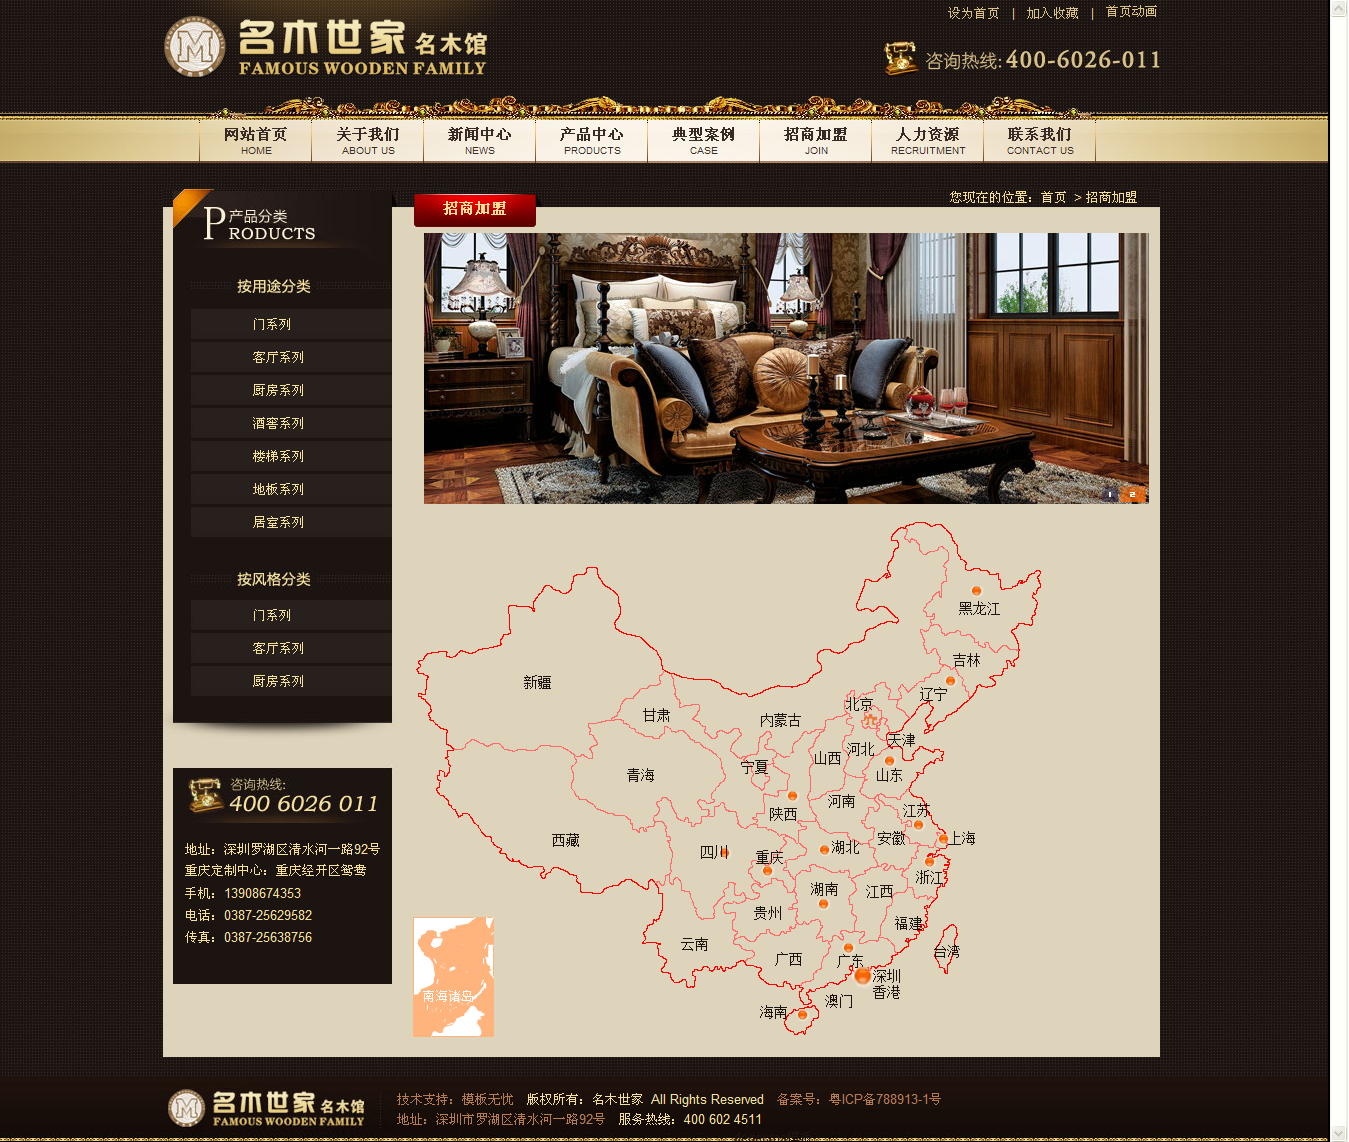 设为首页 | 加入收藏 | 首页动画
名木世家 名木馆
FAMOUS WOODEN FAMILY
咨询热线: 400-6026-011
网站首页 关于我们 新闻中心 产品中心 典型案例 招商加盟 人力资源 联系我们
HOME ABOUT US NEWS PRODUCTS CASE JOIN RECRUITMENT CONTACT US
产品分类
PRODUCTS
按用途分类
门系列
客厅系列
厨房系列
酒窖系列
楼梯系列
地板系列
居室系列
按风格分类
门系列
客厅系列
厨房系列
咨询热线:
400 6026 011
地址：深圳罗湖区清水河一路92号
重庆定制中心：重庆经开区鸳鸯
手机：13908674353
电话：0387-25629582
传真：0387-25638756
招商加盟
您现在的位置：首页 > 招商加盟
1 2
黑龙江
吉林
辽宁
新疆
甘肃
内蒙古
北京
天津
河北
山西
宁夏
青海
山东
陕西
河南
江苏
西藏
四川
重庆
湖北
安徽
上海
浙江
湖南
江西
贵州
福建
云南
广西
广东
台湾
深圳
香港
澳门
海南
南海诸岛
名木世家 名木馆
FAMOUS WOODEN FAMILY
技术支持：模板无忧 版权所有：名木世家 All Rights Reserved 备案号：粤ICP备788913-1号
地址：深圳市罗湖区清水河一路92号 服务热线：400 602 4511